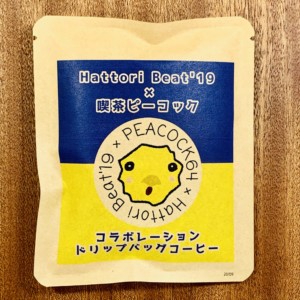 Hattori Beat'19
×
喫茶ピーコック
PEACOCK64 × Hattori Beat'19 ×
コラボレーション
ドリップバッグコーヒー